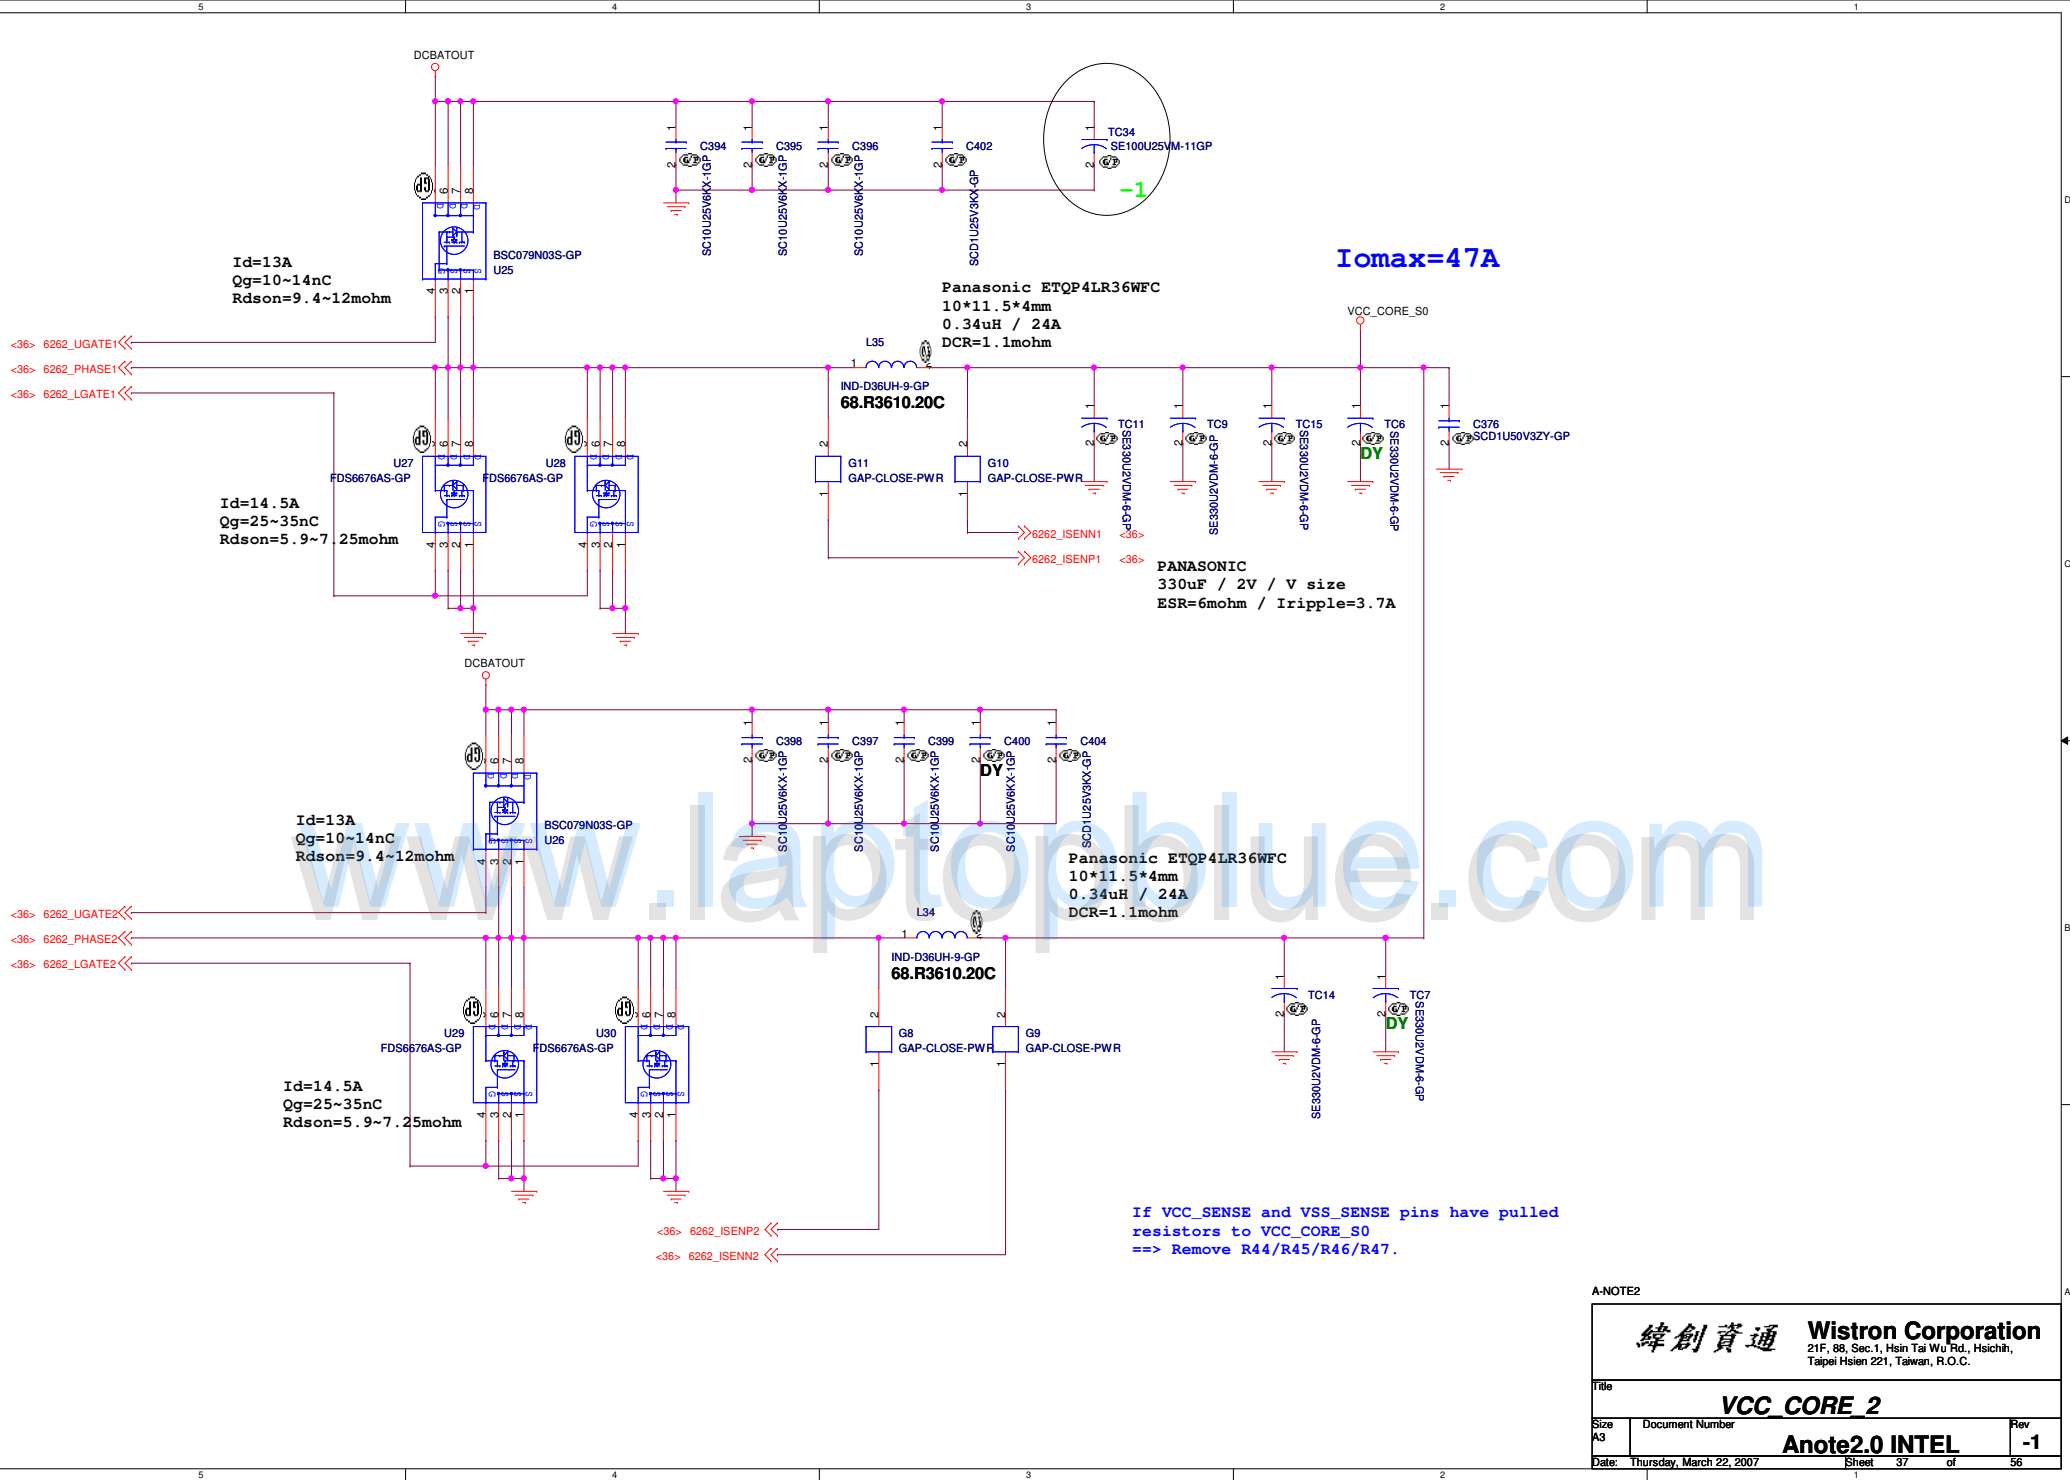 5
4
3
2
1
DCBATOUT
TC34
SE100U25VM-11GP
-1
C394
SC10U25V6KX-1GP
C395
SC10U25V6KX-1GP
C396
SC10U25V6KX-1GP
C402
SCD1U25V3KX-GP
D
BSC079N03S-GP
U25
Id=13A
Qg=10~14nC
Rdson=9.4~12mohm
Iomax=47A
Panasonic ETQP4LR36WFC
10*11.5*4mm
0.34uH / 24A
DCR=1.1mohm
VCC_CORE_S0
<36> 6262_UGATE1
<36> 6262_PHASE1
<36> 6262_LGATE1
L35
IND-D36UH-9-GP
68.R3610.20C
U27
FDS6676AS-GP
U28
FDS6676AS-GP
G11
GAP-CLOSE-PWR
G10
GAP-CLOSE-PWR
TC11
SE330U2VDM-6-GP
TC9
SE330U2VDM-6-GP
TC15
SE330U2VDM-6-GP
TC6
SE330U2VDM-6-GP
DY
C376
SCD1U50V3ZY-GP
Id=14.5A
Qg=25~35nC
Rdson=5.9~7.25mohm
6262_ISENN1 <36>
6262_ISENP1 <36>
C
PANASONIC
330uF / 2V / V size
ESR=6mohm / Iripple=3.7A
DCBATOUT
C398
SC10U25V6KX-1GP
C397
SC10U25V6KX-1GP
C399
SC10U25V6KX-1GP
C400
DY
SC10U25V6KX-1GP
C404
SCD1U25V3KX-GP
BSC079N03S-GP
U26
Id=13A
Qg=10~14nC
Rdson=9.4~12mohm
www.laptopblue.com
Panasonic ETQP4LR36WFC
10*11.5*4mm
0.34uH / 24A
DCR=1.1mohm
<36> 6262_UGATE2
<36> 6262_PHASE2
<36> 6262_LGATE2
B
L34
IND-D36UH-9-GP
68.R3610.20C
U29
FDS6676AS-GP
U30
FDS6676AS-GP
G8
GAP-CLOSE-PWR
G9
GAP-CLOSE-PWR
TC14
SE330U2VDM-6-GP
TC7
SE330U2VDM-6-GP
DY
Id=14.5A
Qg=25~35nC
Rdson=5.9~7.25mohm
<36> 6262_ISENP2
<36> 6262_ISENN2
If VCC_SENSE and VSS_SENSE pins have pulled
resistors to VCC_CORE_S0
==> Remove R44/R45/R46/R47.
A-NOTE2
A
緯創資通
Wistron Corporation
21F, 88, Sec.1, Hsin Tai Wu Rd., Hsichih,
Taipei Hsien 221, Taiwan, R.O.C.
Title
VCC_CORE_2
Size
A3
Document Number
Anote2.0 INTEL
Rev
-1
Date: Thursday, March 22, 2007
Sheet 37 of 56
5
4
3
2
1